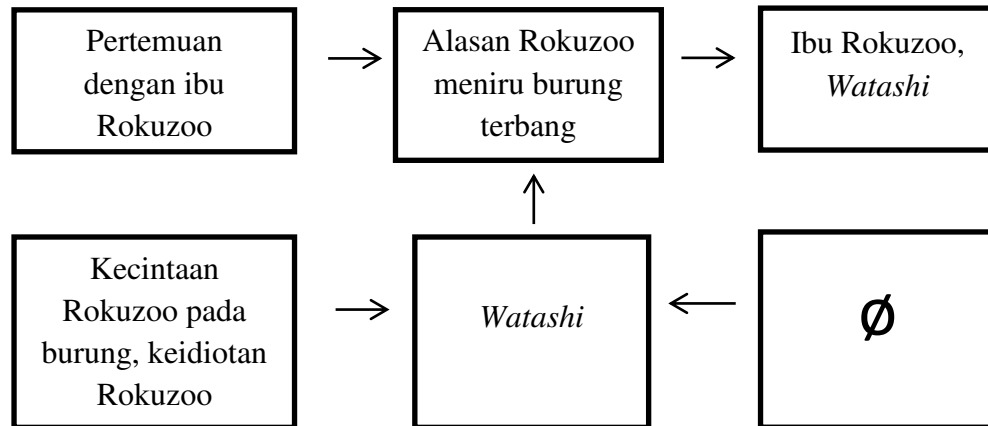 Pertemuan
dengan ibu
Rokuzoo
Alasan Rokuzoo
meniru burung
terbang
Ibu Rokuzoo,
Watashi
Kecintaan
Rokuzoo pada
burung, keidiotan
Rokuzoo
Watashi
Ø